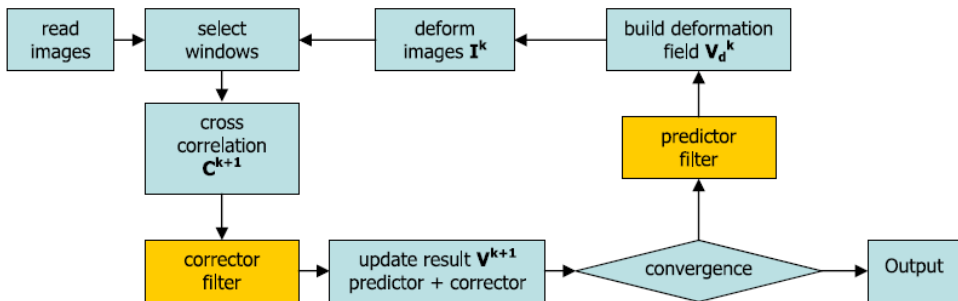 read
images
select
windows
deform
images I^k
build deformation
field V_d^k
cross
correlation
C^k+1
predictor
filter
corrector
filter
update result V^k+1
predictor + corrector
convergence
Output